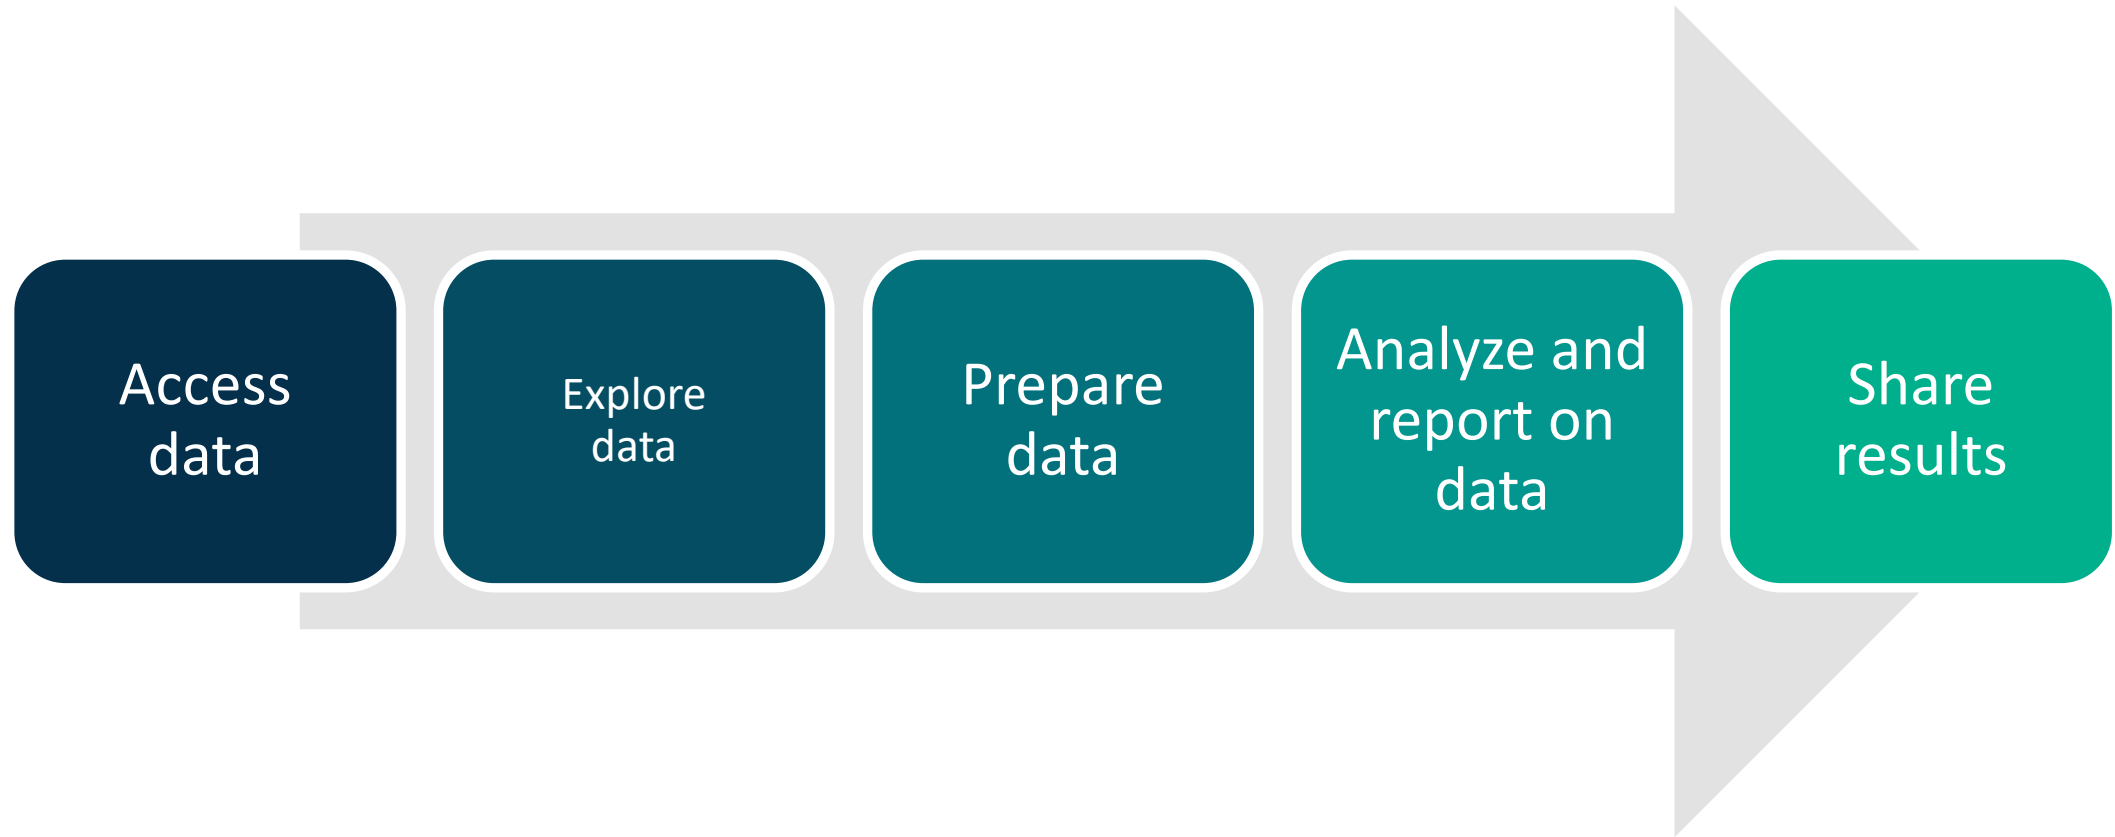 Access
data
Explore
data
Prepare
data
Analyze and
report on
data
Share
results